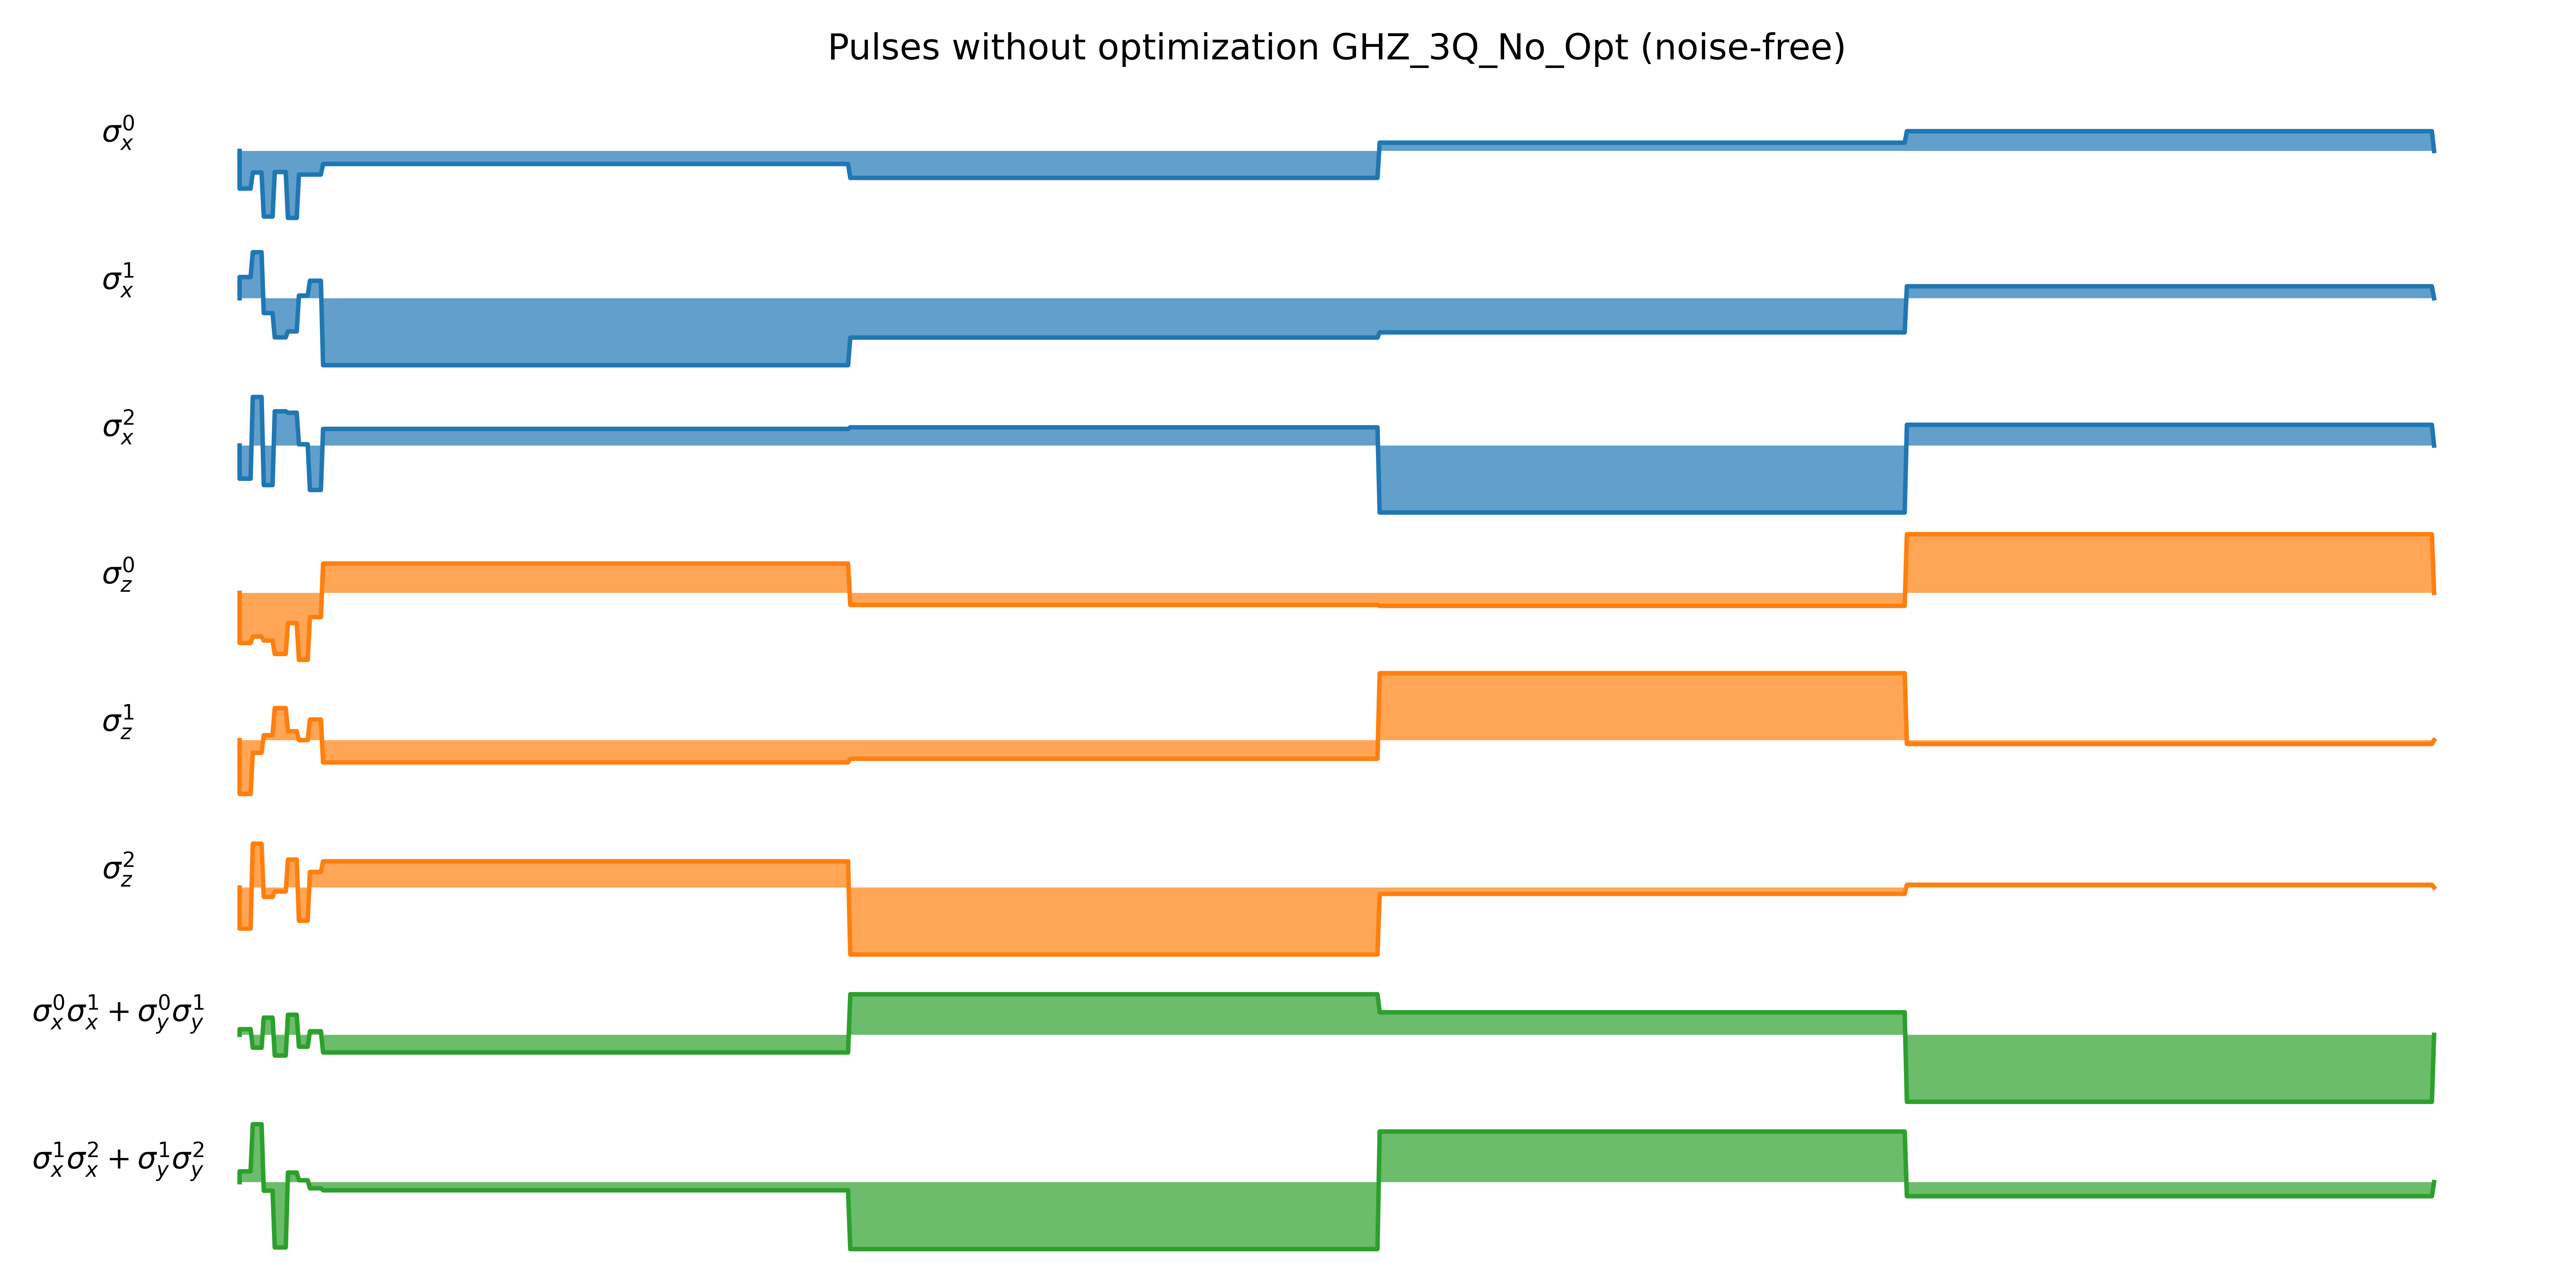 Pulses without optimization GHZ_3Q_No_Opt (noise-free)
σ_x^0
σ_x^1
σ_x^2
σ_z^0
σ_z^1
σ_z^2
σ_x^0σ_x^1 + σ_y^0σ_y^1
σ_x^1σ_x^2 + σ_y^1σ_y^2